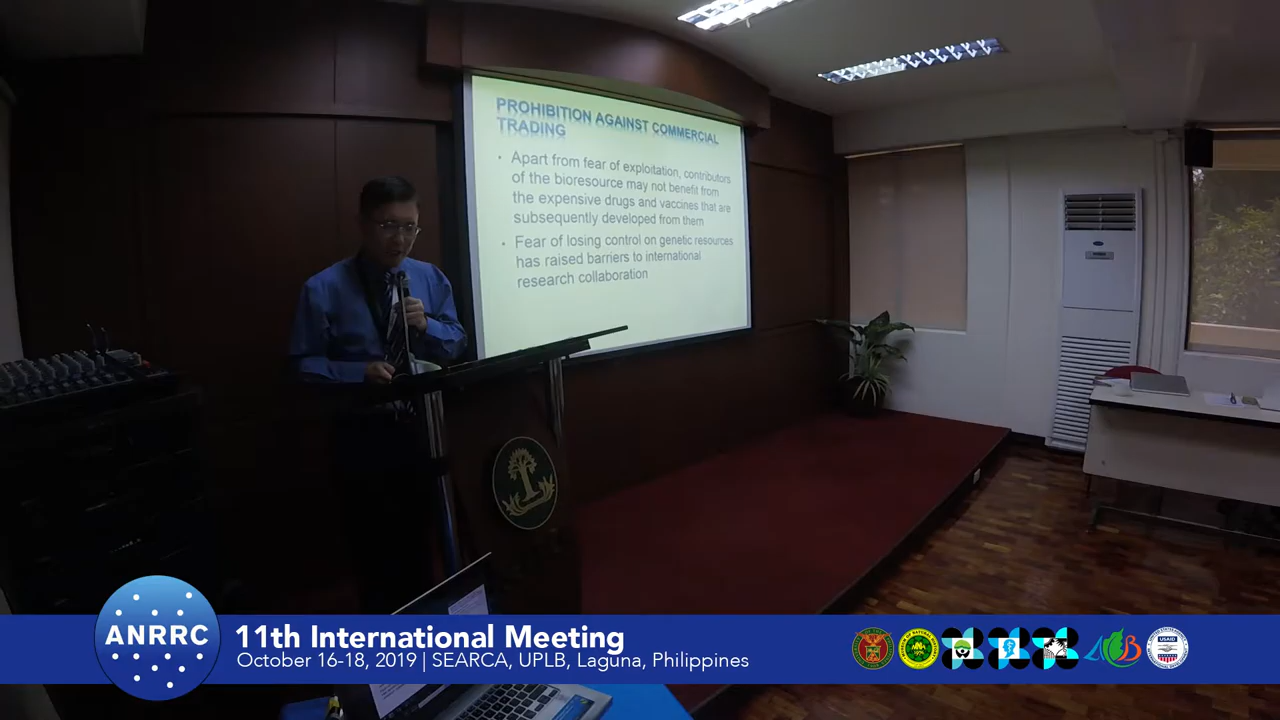 PROHIBITION AGAINST COMMERCIAL
TRADING
• Apart from fear of exploitation, contributors
of the bioresource may not benefit from
the expensive drugs and vaccines that are
subsequently developed from them
• Fear of losing control on genetic resources
has raised barriers to international
research collaboration
ANRRC
11th International Meeting
October 16-18, 2019 | SEARCA, UPLB, Laguna, Philippines
USAID